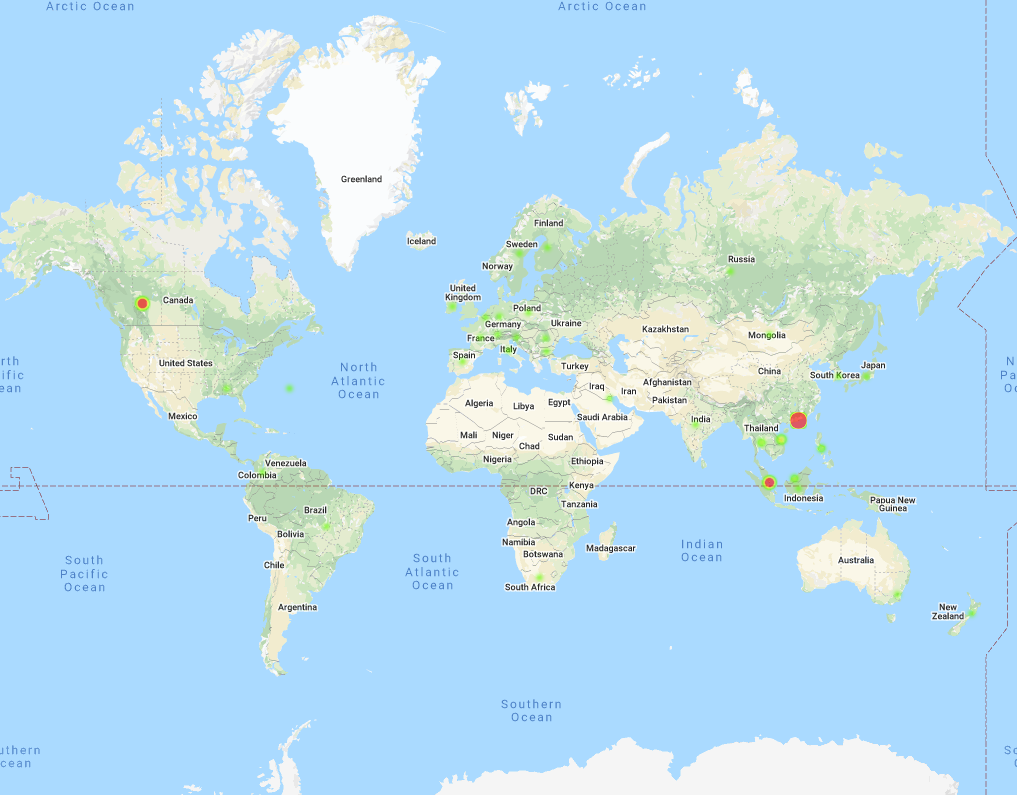 Arctic Ocean
Arctic Ocean
Greenland
Iceland
Finland
Sweden
Norway
Russia
United
Kingdom
Poland
Germany
Ukraine
France
Italy
Spain
Turkey
Kazakhstan
Mongolia
China
Japan
South Korea
Canada
United States
Mexico
North
Atlantic
Ocean
Algeria
Libya
Egypt
Iraq
Iran
Afghanistan
Pakistan
Saudi Arabia
India
Thailand
Mali
Niger
Chad
Sudan
Nigeria
Ethiopia
Venezuela
Colombia
DRC
Kenya
Tanzania
Indonesia
Papua New
Guinea
Peru
Brazil
Bolivia
Angola
Namibia
Botswana
Madagascar
Indian
Ocean
Australia
Chile
South
Pacific
Ocean
South
Atlantic
Ocean
South Africa
Argentina
New
Zealand
Southern
Ocean
rth
ific
ean
N
Pa
Oc
uthern
cean
So